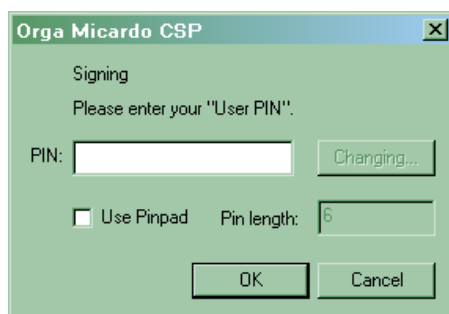 Orga Micardo CSP
Signing
Please enter your "User PIN".
PIN: Changing...
Use Pinpad Pin length: 6
OK Cancel